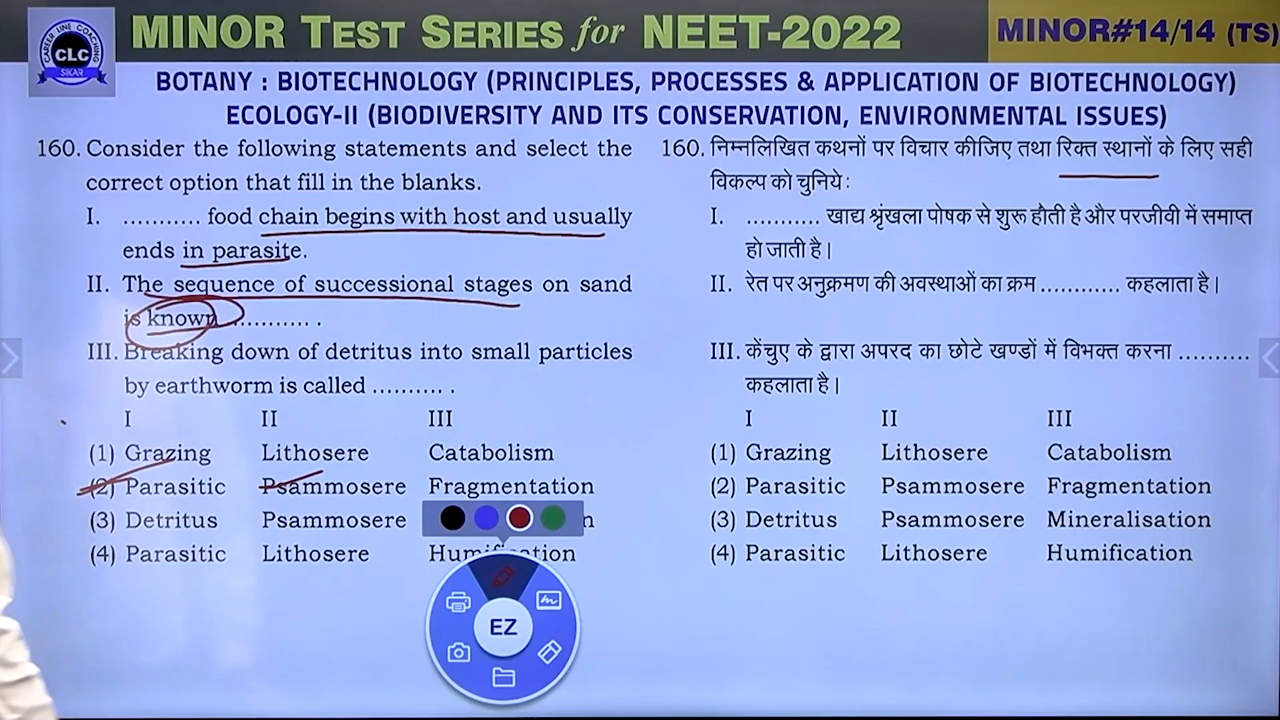 CAREER LINE COACHING
CLC
SIKAR
MINOR TEST SERIES for NEET-2022
MINOR#14/14 (TS)
BOTANY : BIOTECHNOLOGY (PRINCIPLES, PROCESSES & APPLICATION OF BIOTECHNOLOGY)
ECOLOGY-II (BIODIVERSITY AND ITS CONSERVATION, ENVIRONMENTAL ISSUES)
160. Consider the following statements and select the
correct option that fill in the blanks.
I. ........... food chain begins with host and usually
ends in parasite.
II. The sequence of successional stages on sand
is known ............ .
III. Breaking down of detritus into small particles
by earthworm is called .......... .
I II III
(1) Grazing Lithosere Catabolism
(2) Parasitic Psammosere Fragmentation
(3) Detritus Psammosere n
(4) Parasitic Lithosere Humification
EZ
160. निम्नलिखित कथनों पर विचार कीजिए तथा रिक्त स्थानों के लिए सही
विकल्प को चुनिये :
I. ........... खाद्य श्रृंखला पोषक से शुरू होती है और परजीवी में समाप्त
हो जाती है।
II. रेत पर अनुक्रमण की अवस्थाओं का क्रम ............ कहलाता है।
III. केंचुए के द्वारा अपरद का छोटे खण्डों में विभक्त करना ..........
कहलाता है।
I II III
(1) Grazing Lithosere Catabolism
(2) Parasitic Psammosere Fragmentation
(3) Detritus Psammosere Mineralisation
(4) Parasitic Lithosere Humification